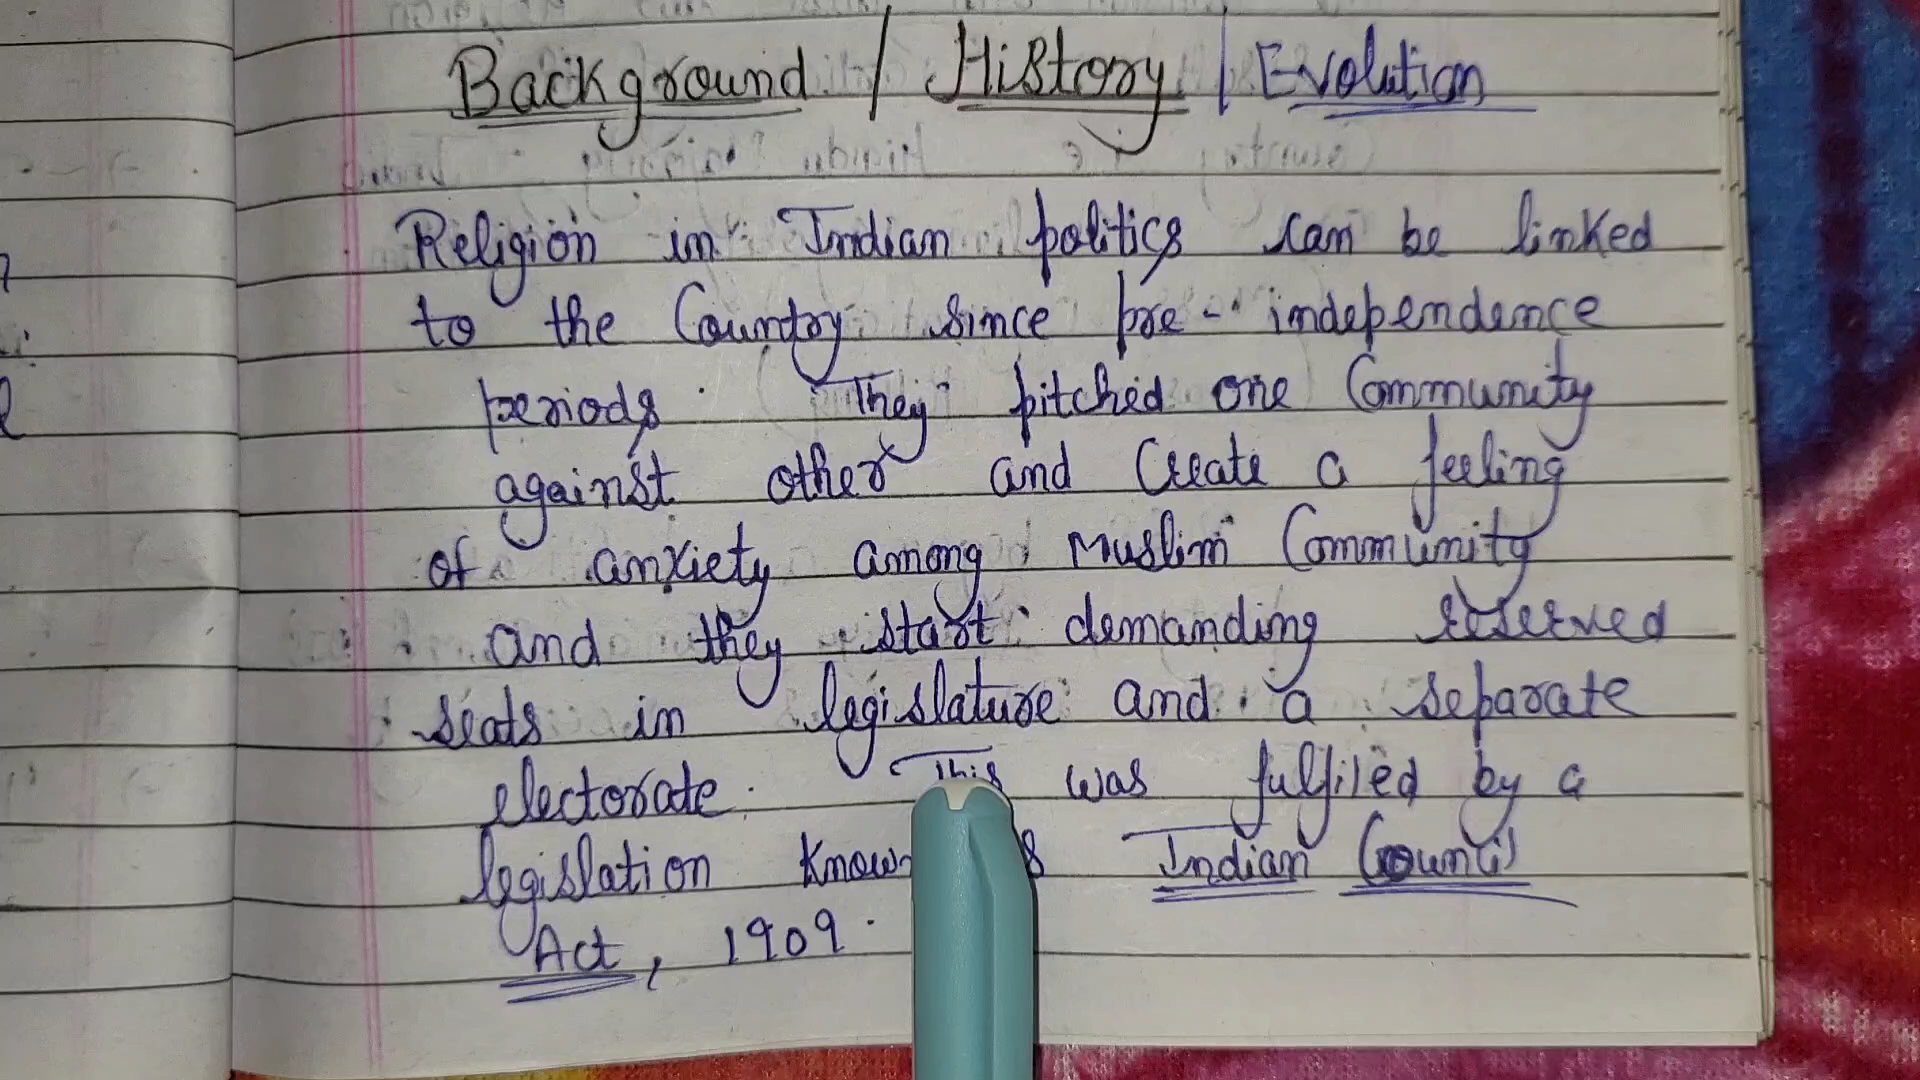 Background / History / Evolution
Religion in Indian politics can be linked
to the Country since pre - independence
periods. They pitched one Community
against other and Create a feeling
of anxiety among Muslim Community
and they start demanding reserved
seats in legislature and a separate
electorate. This was fulfiled by a
legislation Indian Council
Act, 1909.